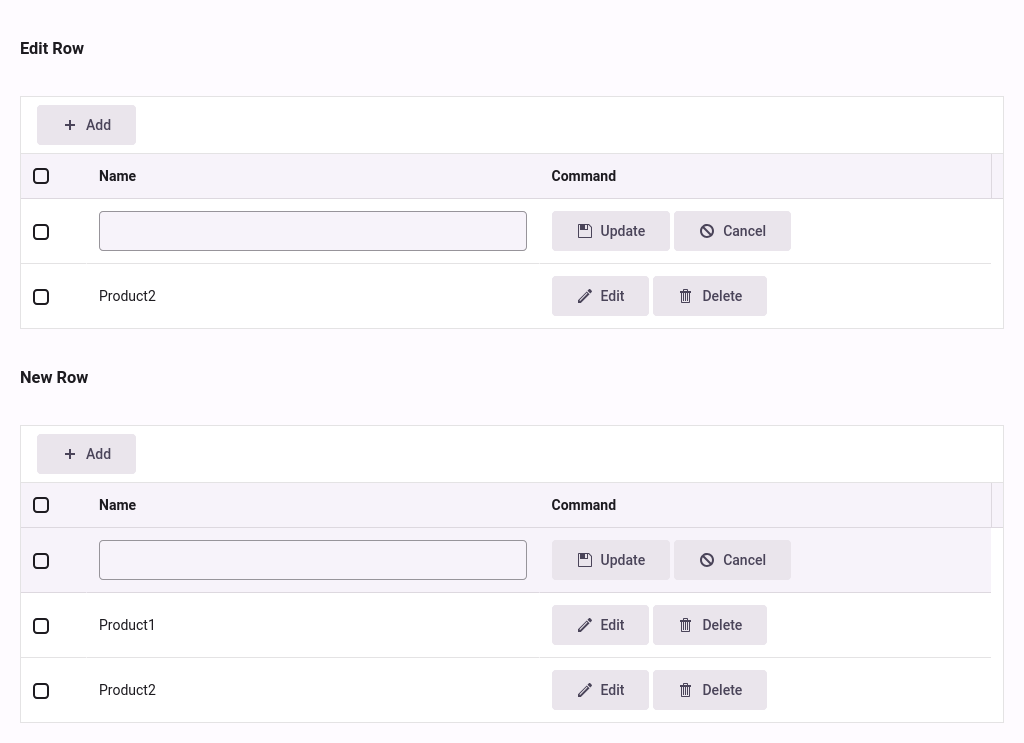 Edit Row
Add
Name Command
Update Cancel
Product2 Edit Delete
New Row
Add
Name Command
Update Cancel
Product1 Edit Delete
Product2 Edit Delete